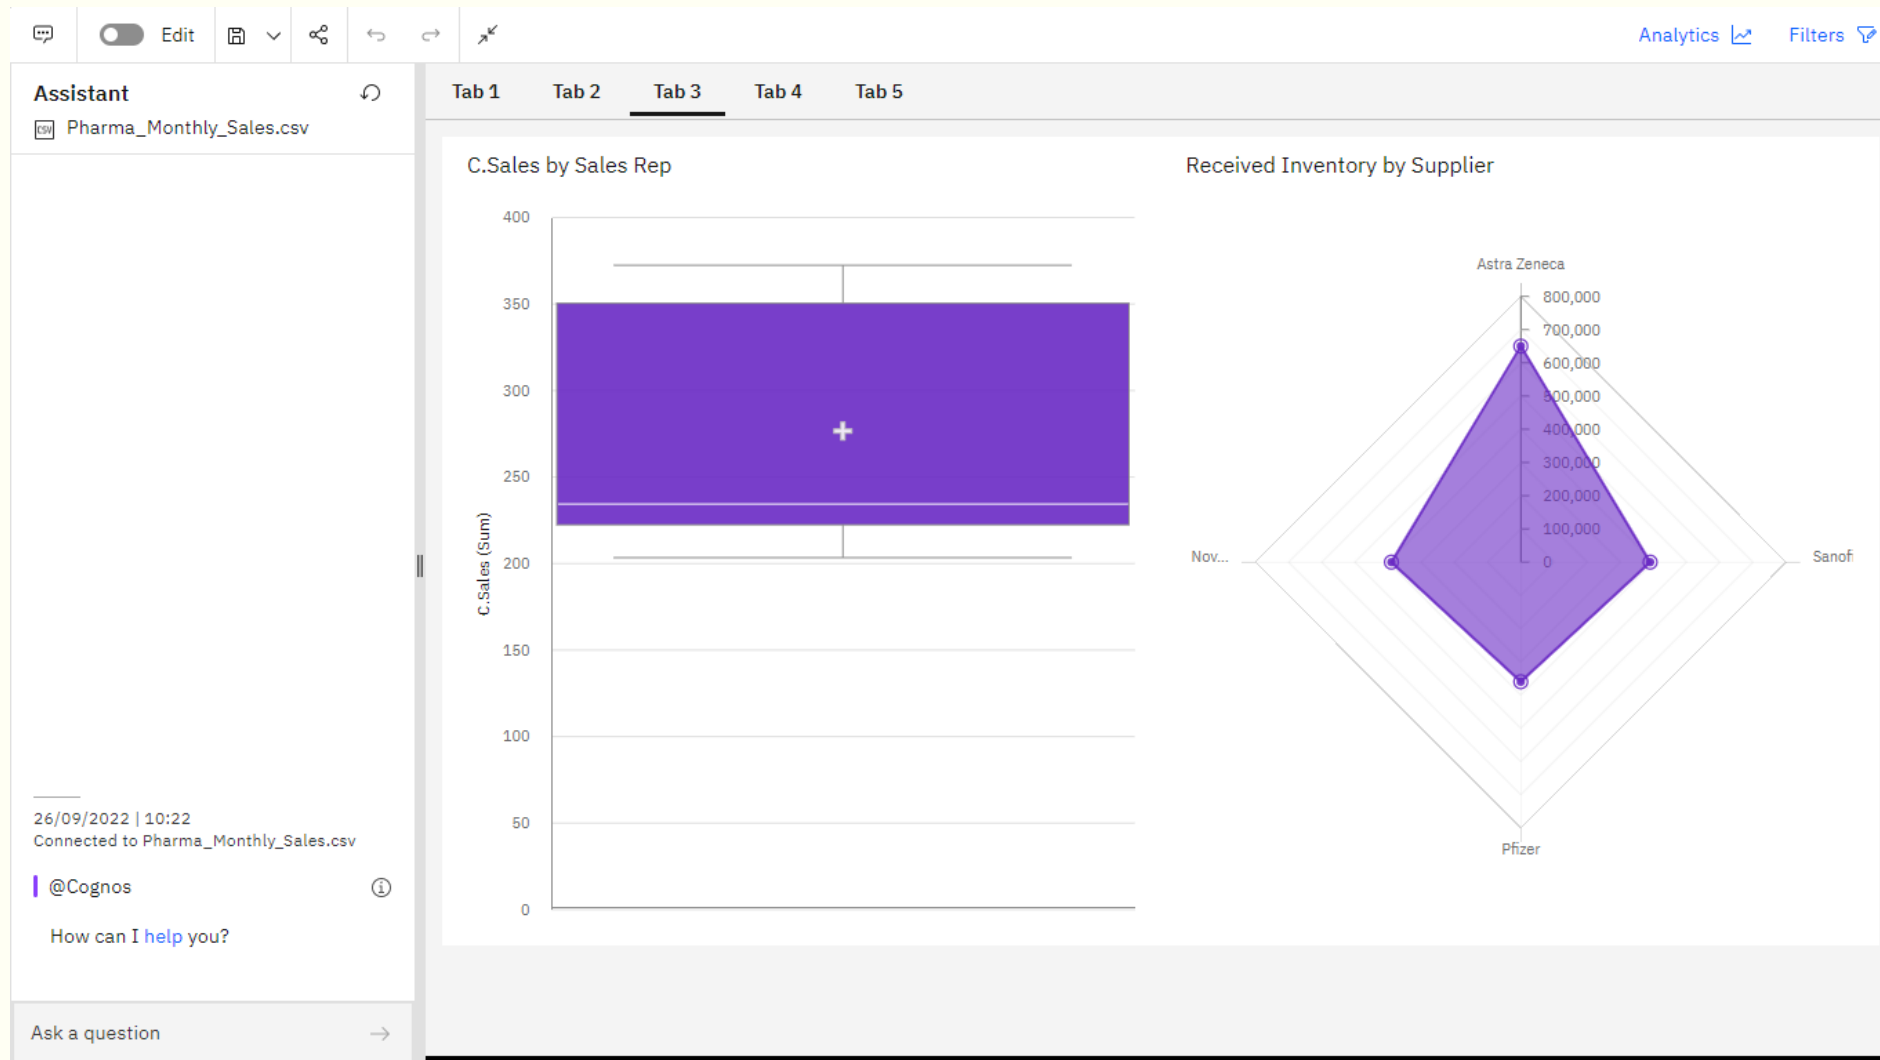 Edit
Analytics
Filters
Assistant
CSV
Pharma_Monthly_Sales.csv
26/09/2022 | 10:22
Connected to Pharma_Monthly_Sales.csv
@Cognos
How can I help you?
Ask a question
Tab 1
Tab 2
Tab 3
Tab 4
Tab 5
C.Sales by Sales Rep
C.Sales (Sum)
400
350
300
250
200
150
100
50
0
Received Inventory by Supplier
Astra Zeneca
800,000
700,000
600,000
500,000
400,000
300,000
200,000
100,000
0
Nov...
Sanofi
Pfizer